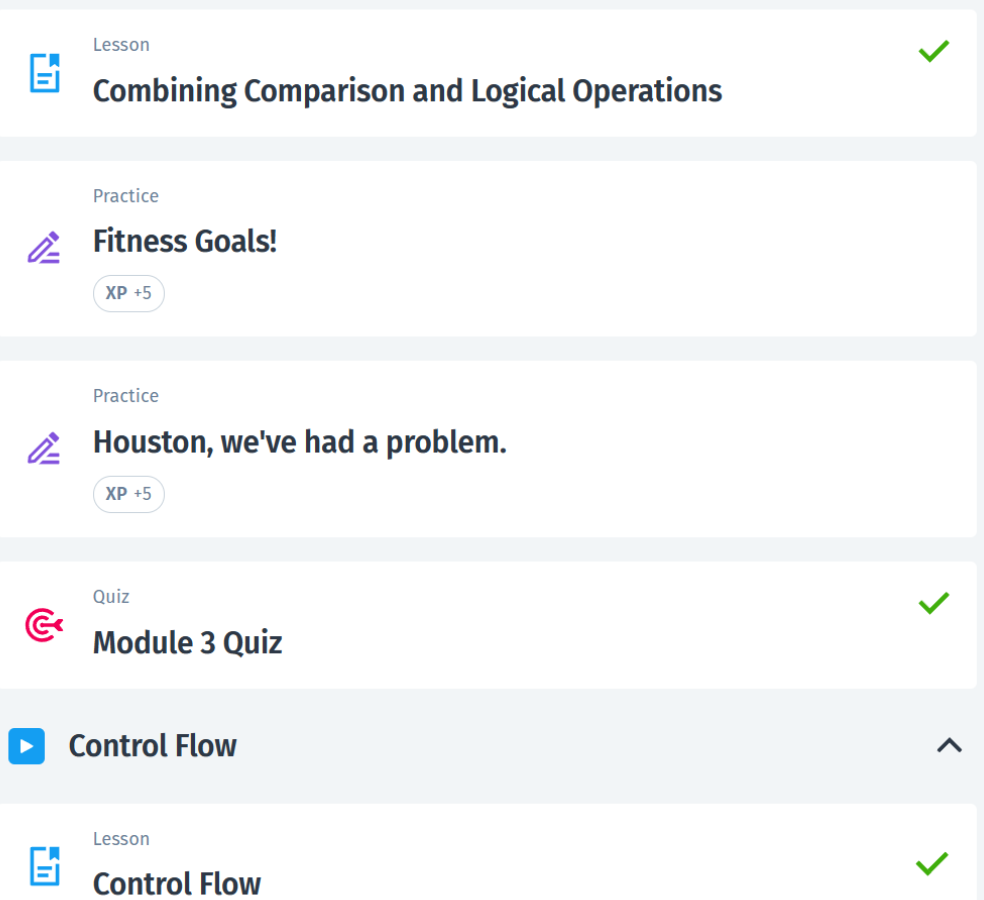 Lesson
Combining Comparison and Logical Operations
Practice
Fitness Goals!
XP +5
Practice
Houston, we've had a problem.
XP +5
Quiz
Module 3 Quiz
Control Flow
Lesson
Control Flow